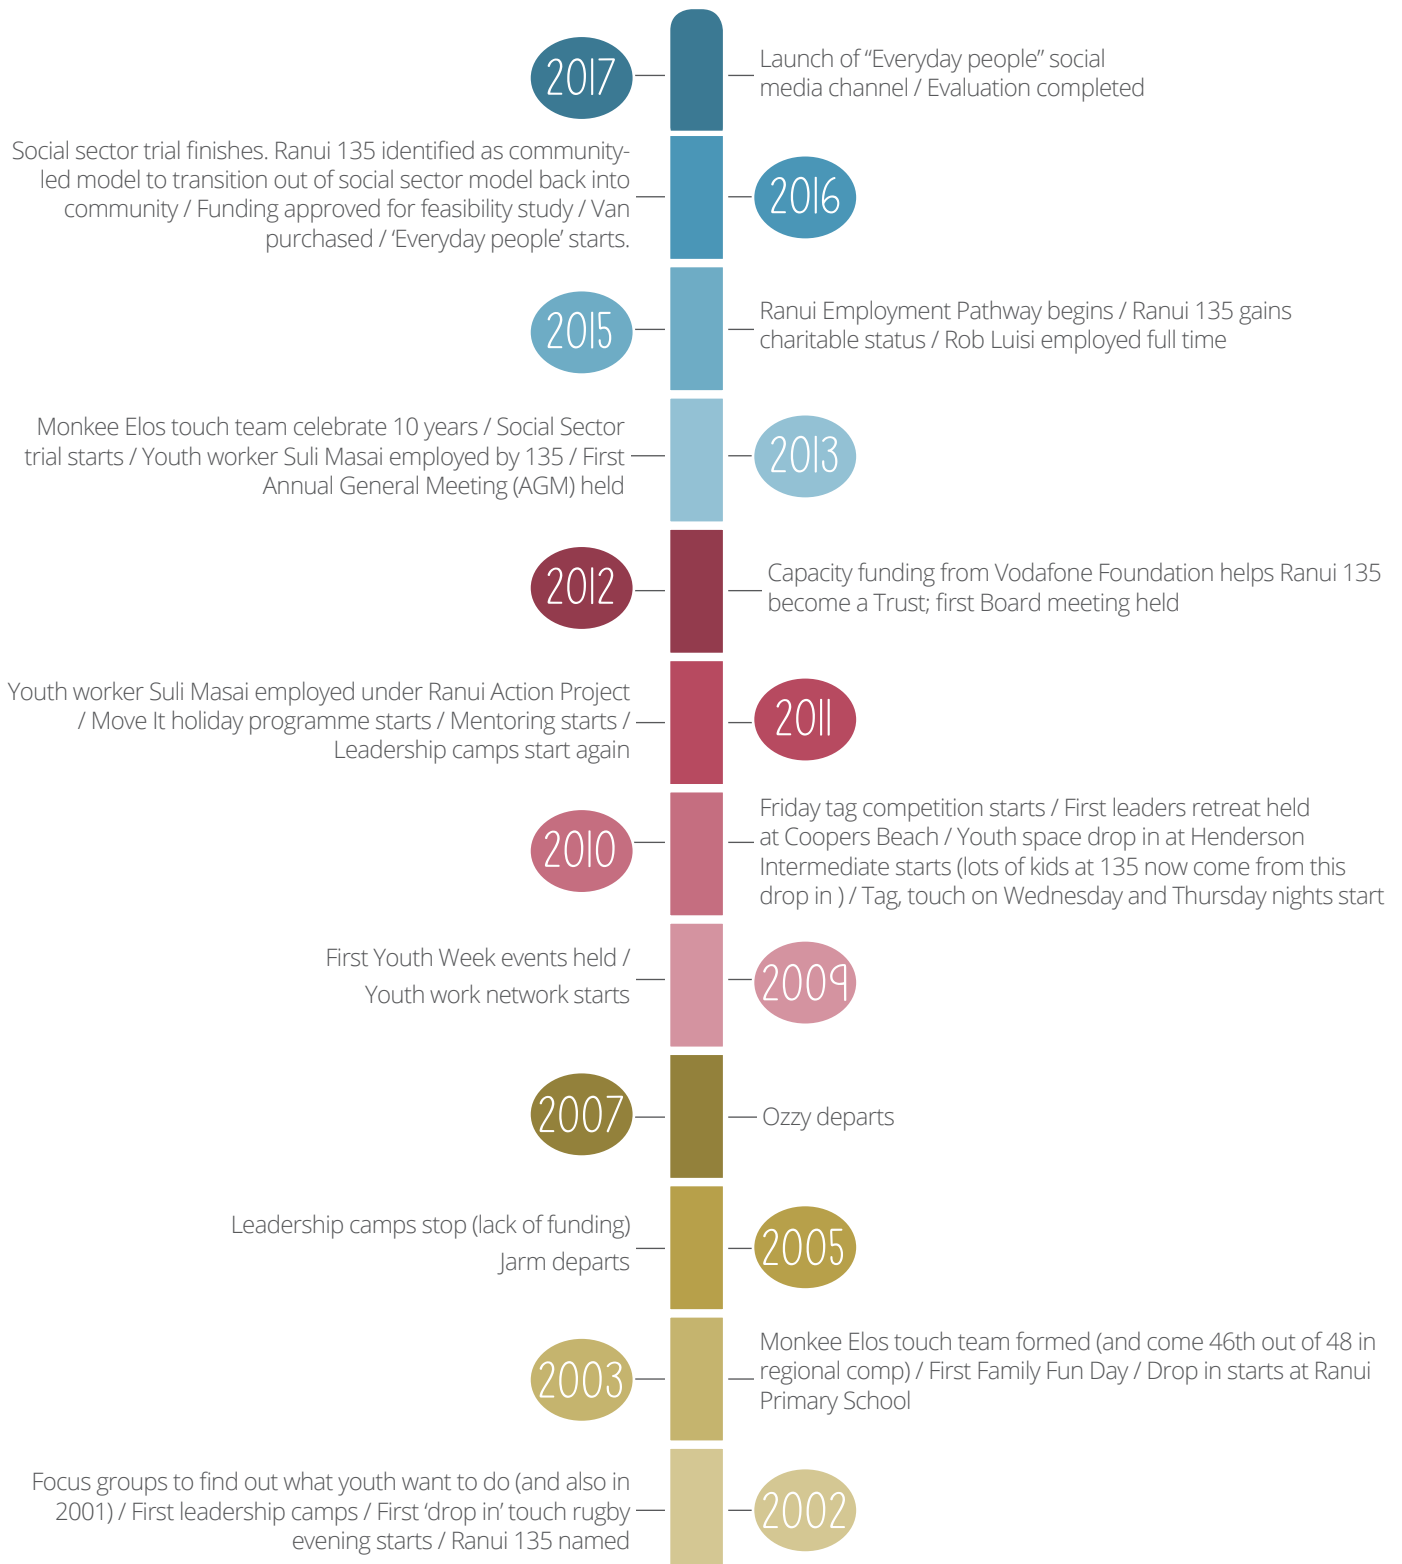 2017
Launch of “Everyday people” social
media channel / Evaluation completed
Social sector trial finishes. Ranui 135 identified as community-
led model to transition out of social sector model back into
community / Funding approved for feasibility study / Van
purchased / ‘Everyday people’ starts.
2016
2015
Ranui Employment Pathway begins / Ranui 135 gains
charitable status / Rob Luisi employed full time
Monkee Elos touch team celebrate 10 years / Social Sector
trial starts / Youth worker Suli Masai employed by 135 / First
Annual General Meeting (AGM) held
2013
2012
Capacity funding from Vodafone Foundation helps Ranui 135
become a Trust; first Board meeting held
Youth worker Suli Masai employed under Ranui Action Project
/ Move It holiday programme starts / Mentoring starts /
Leadership camps start again
2011
2010
Friday tag competition starts / First leaders retreat held
at Coopers Beach / Youth space drop in at Henderson
Intermediate starts (lots of kids at 135 now come from this
drop in ) / Tag, touch on Wednesday and Thursday nights start
First Youth Week events held /
Youth work network starts
2009
2007
Ozzy departs
Leadership camps stop (lack of funding)
Jarm departs
2005
2003
Monkee Elos touch team formed (and come 46th out of 48 in
regional comp) / First Family Fun Day / Drop in starts at Ranui
Primary School
Focus groups to find out what youth want to do (and also in
2001) / First leadership camps / First ‘drop in’ touch rugby
evening starts / Ranui 135 named
2002